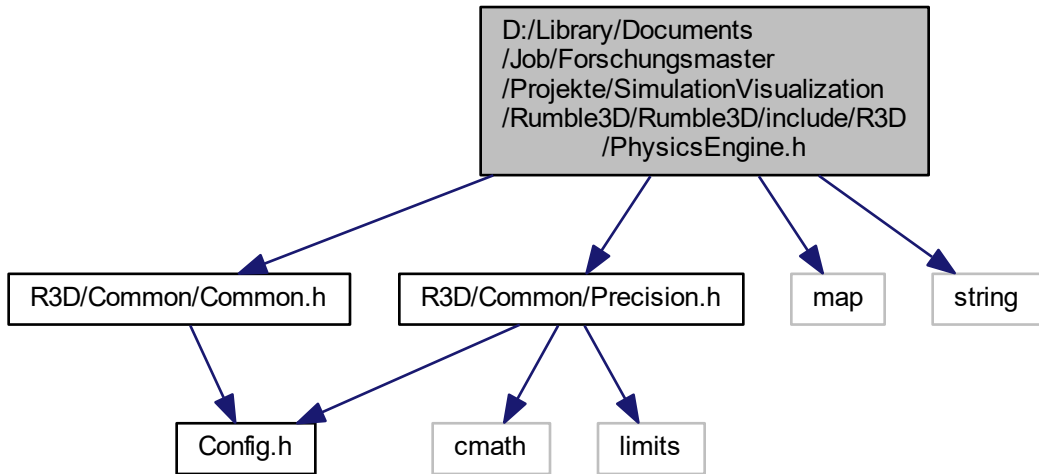 D:/Library/Documents
/Job/Forschungsmaster
/Projekte/SimulationVisualization
/Rumble3D/Rumble3D/include/R3D
/PhysicsEngine.h
R3D/Common/Common.h
R3D/Common/Precision.h
map
string
Config.h
cmath
limits